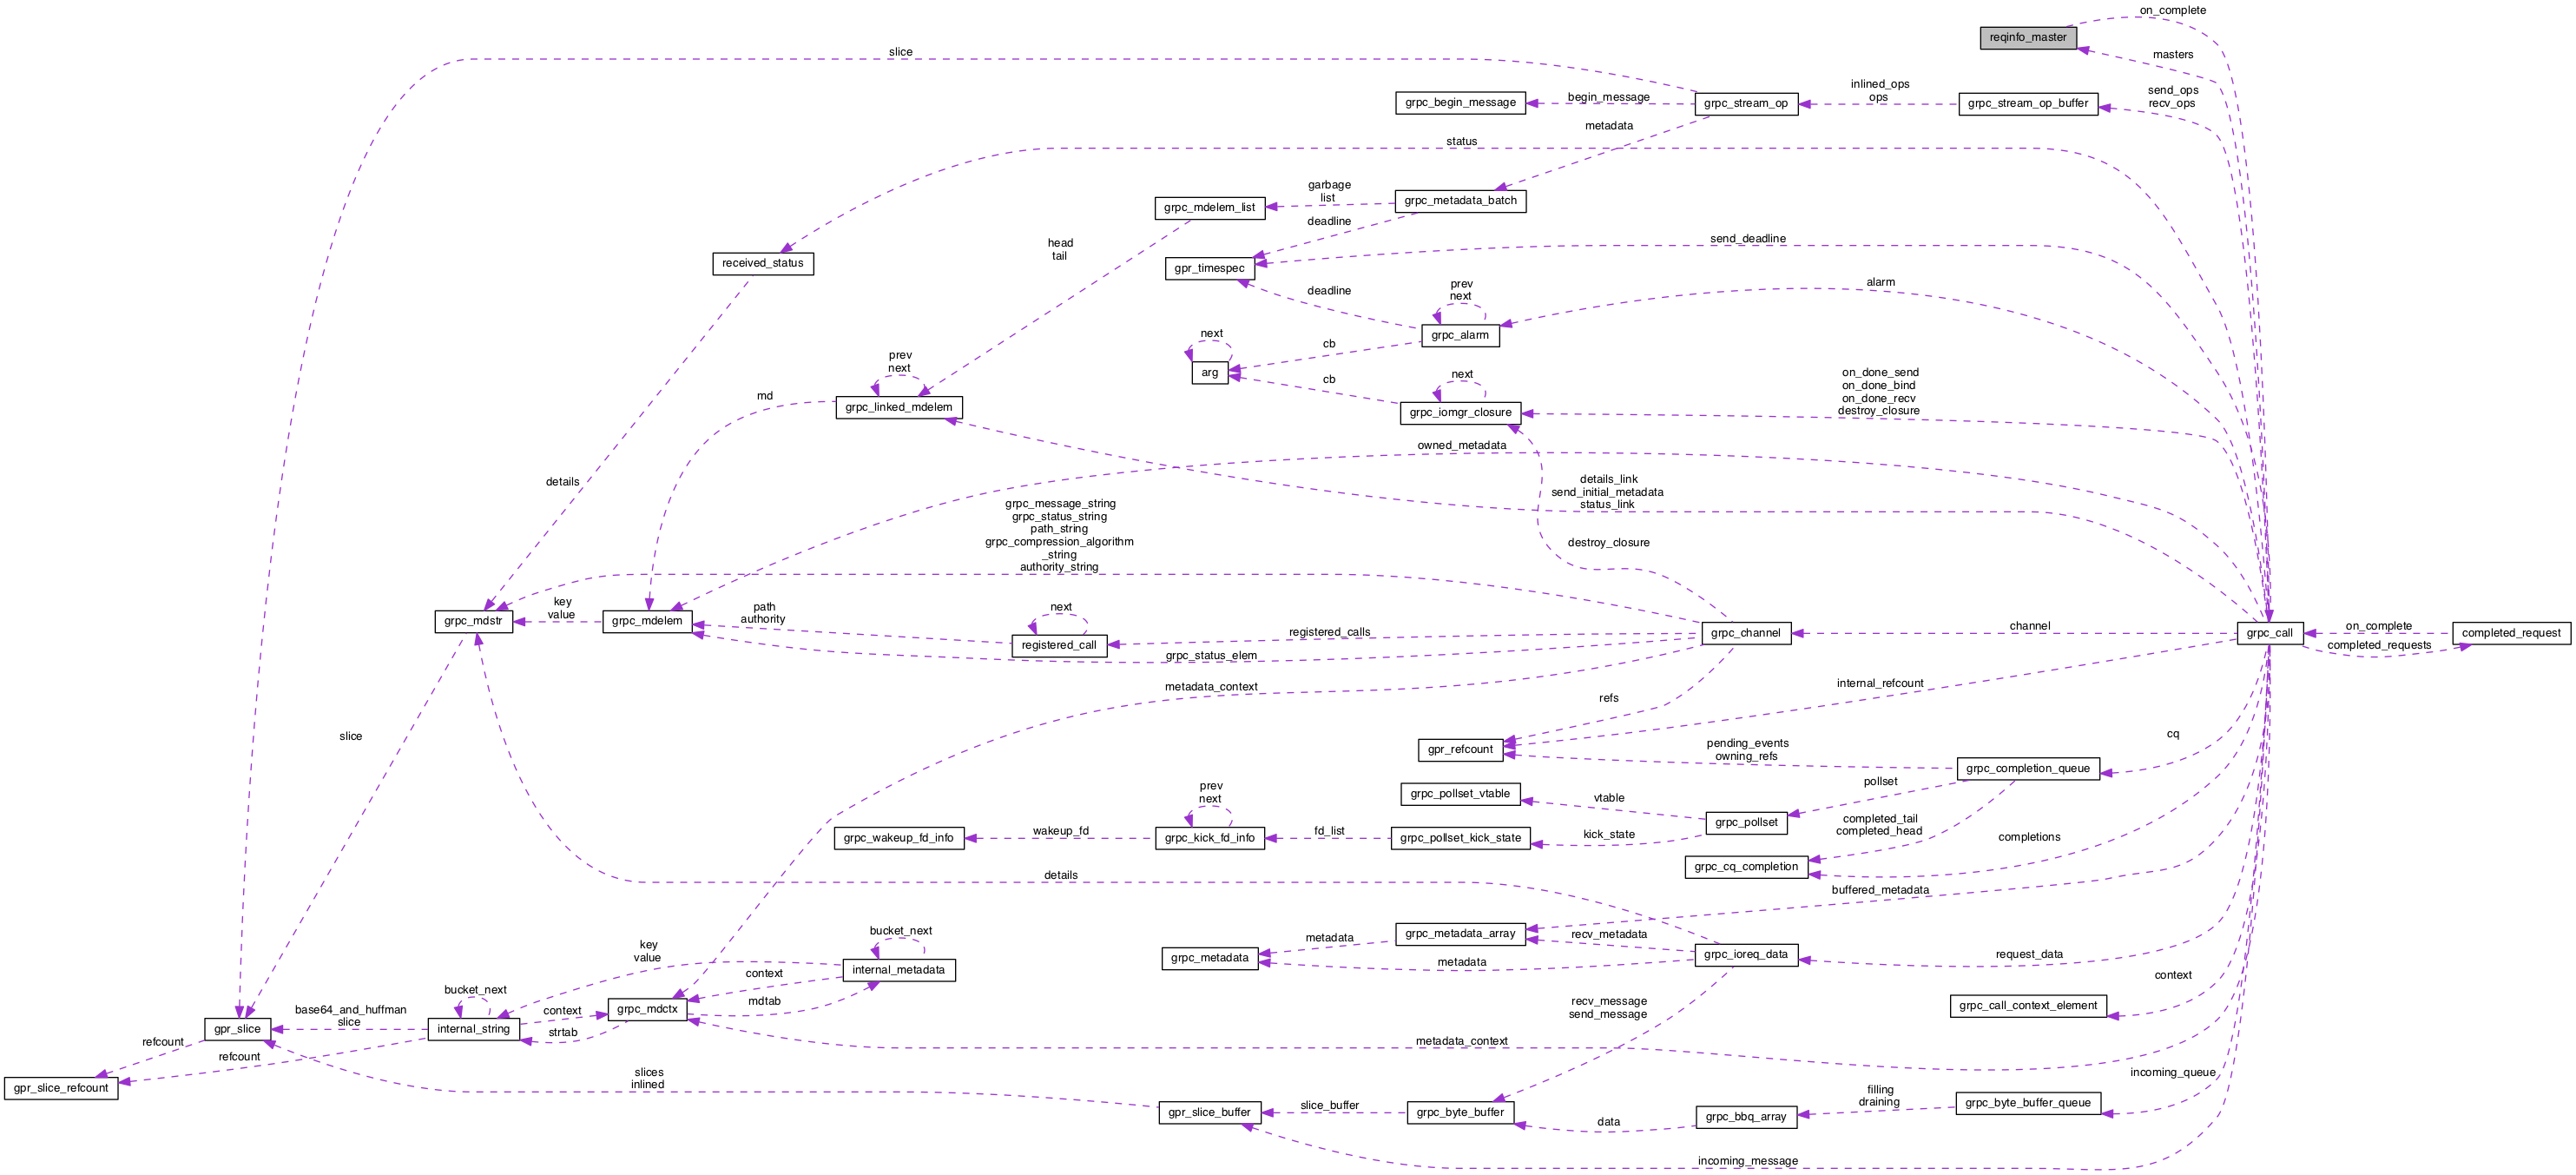 on_complete
reqinfo_master
slice
masters
grpc_begin_message
begin_message
grpc_stream_op
inlined_ops
ops
grpc_stream_op_buffer
send_ops
recv_ops
metadata
status
garbage
list
grpc_mdelem_list
grpc_metadata_batch
deadline
head
tail
send_deadline
received_status
gpr_timespec
alarm
deadline
prev
next
next
grpc_alarm
cb
arg
prev
next
cb
next
on_done_send
on_done_bind
on_done_recv
destroy_closure
md
grpc_linked_mdelem
grpc_iomgr_closure
owned_metadata
details
details_link
send_initial_metadata
status_link
grpc_message_string
grpc_status_string
path_string
grpc_compression_algorithm
_string
authority_string
destroy_closure
grpc_mdstr
key
value
grpc_mdelem
path
authority
next
registered_call
registered_calls
grpc_status_elem
grpc_channel
channel
grpc_call
on_complete
completed_requests
completed_request
metadata_context
internal_refcount
refs
slice
gpr_refcount
pending_events
owning_refs
cq
grpc_completion_queue
pollset
prev
next
grpc_pollset_vtable
vtable
grpc_pollset
completed_tail
completed_head
grpc_wakeup_fd_info
wakeup_fd
grpc_kick_fd_info
fd_list
grpc_pollset_kick_state
kick_state
completions
grpc_cq_completion
details
buffered_metadata
bucket_next
grpc_metadata_array
recv_metadata
metadata
key
value
internal_metadata
grpc_metadata
metadata
grpc_ioreq_data
request_data
context
context
mdtab
bucket_next
base64_and_huffman
slice
context
grpc_mdctx
recv_message
send_message
grpc_call_context_element
gpr_slice
internal_string
strtab
refcount
refcount
metadata_context
gpr_slice_refcount
slices
inlined
incoming_queue
gpr_slice_buffer
slice_buffer
grpc_byte_buffer
data
grpc_bbq_array
filling
draining
grpc_byte_buffer_queue
incoming_message